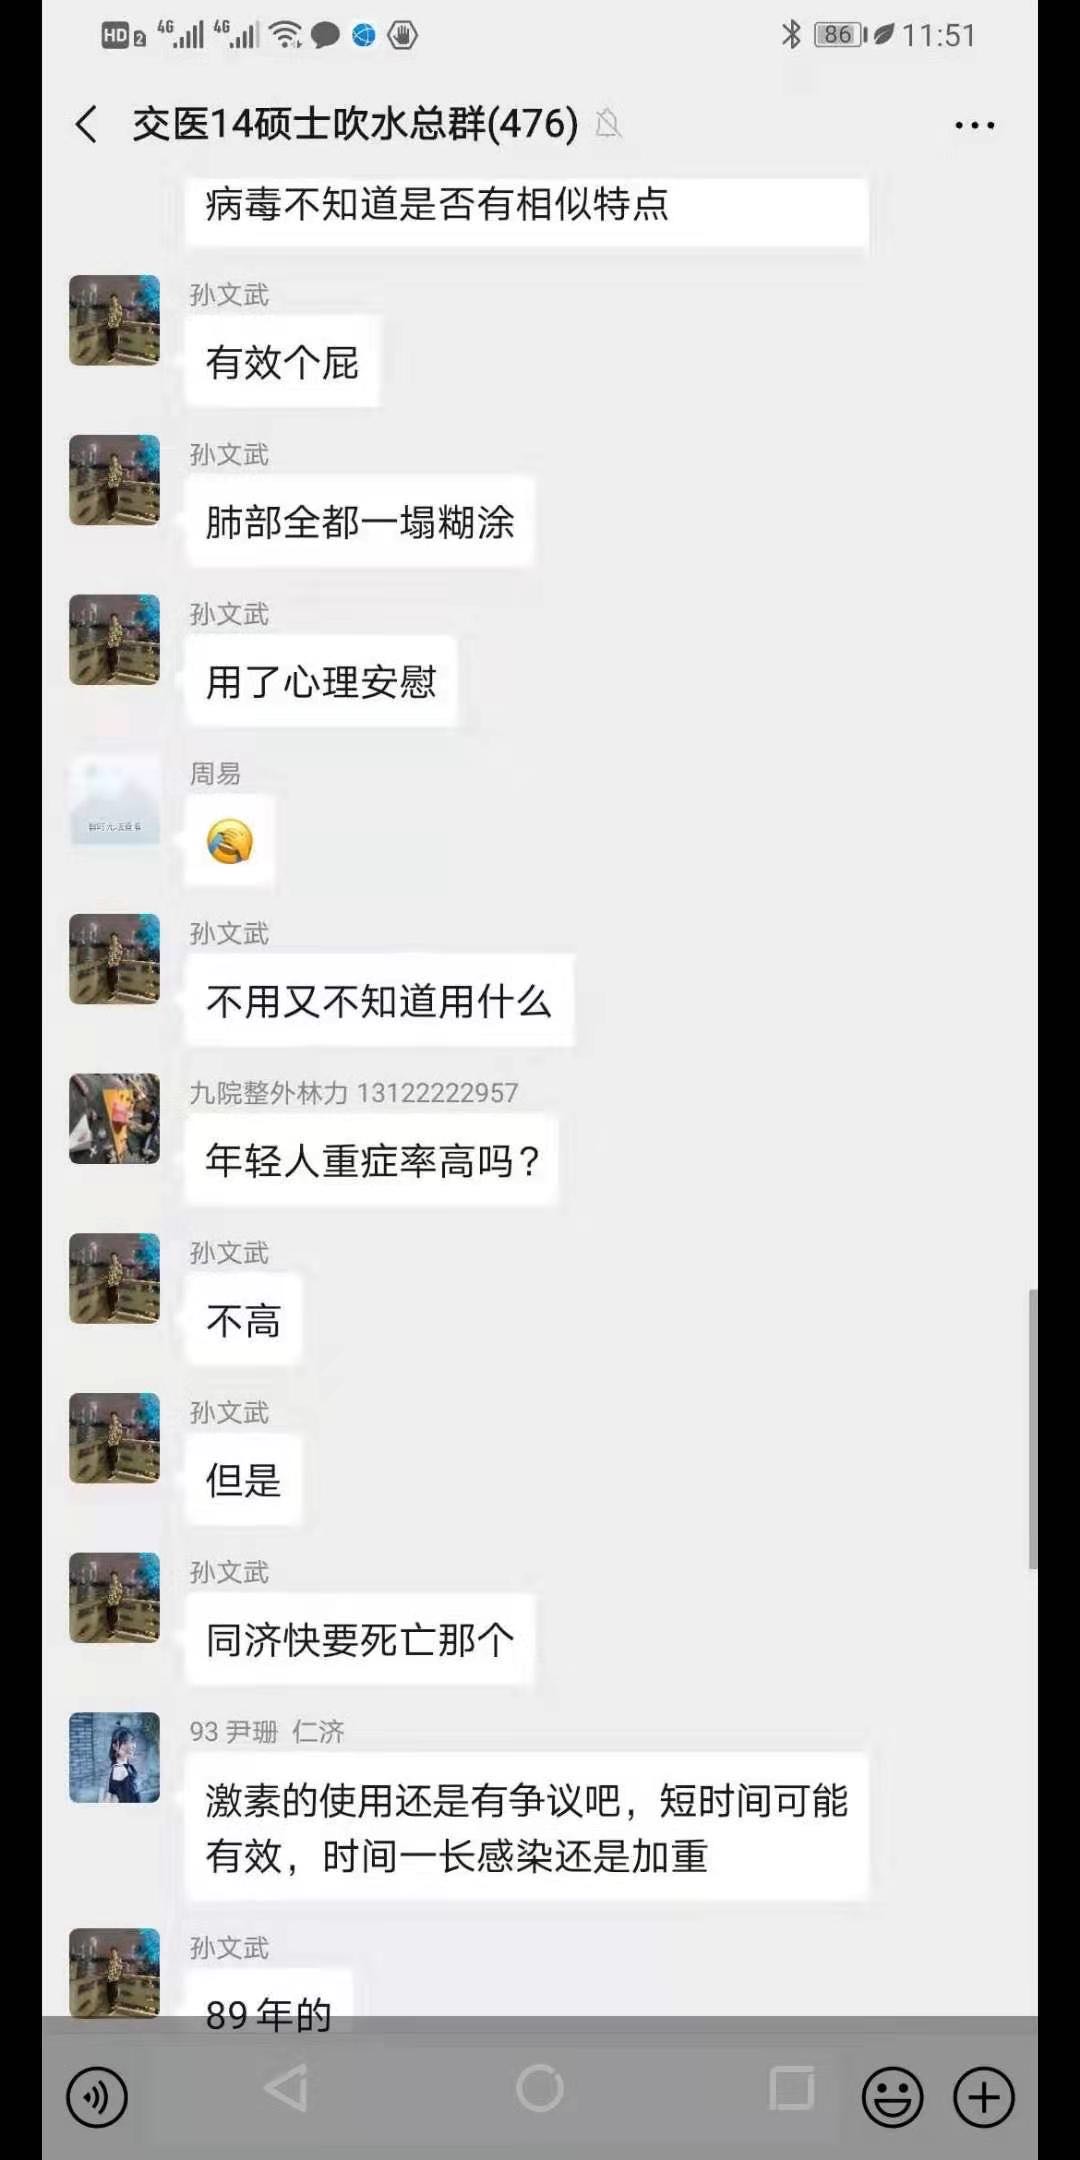 HD 2 4G 4G 86 11:51
交医14硕士吹水总群(476)
病毒不知道是否有相似特点
孙文武
有效个屁
孙文武
肺部全都一塌糊涂
孙文武
用了心理安慰
周易
孙文武
不用又不知道用什么
九院整外林力 13122222957
年轻人重症率高吗？
孙文武
不高
孙文武
但是
孙文武
同济快要死亡那个
93 尹珊 仁济
激素的使用还是有争议吧，短时间可能
有效，时间一长感染还是加重
孙文武
89年的